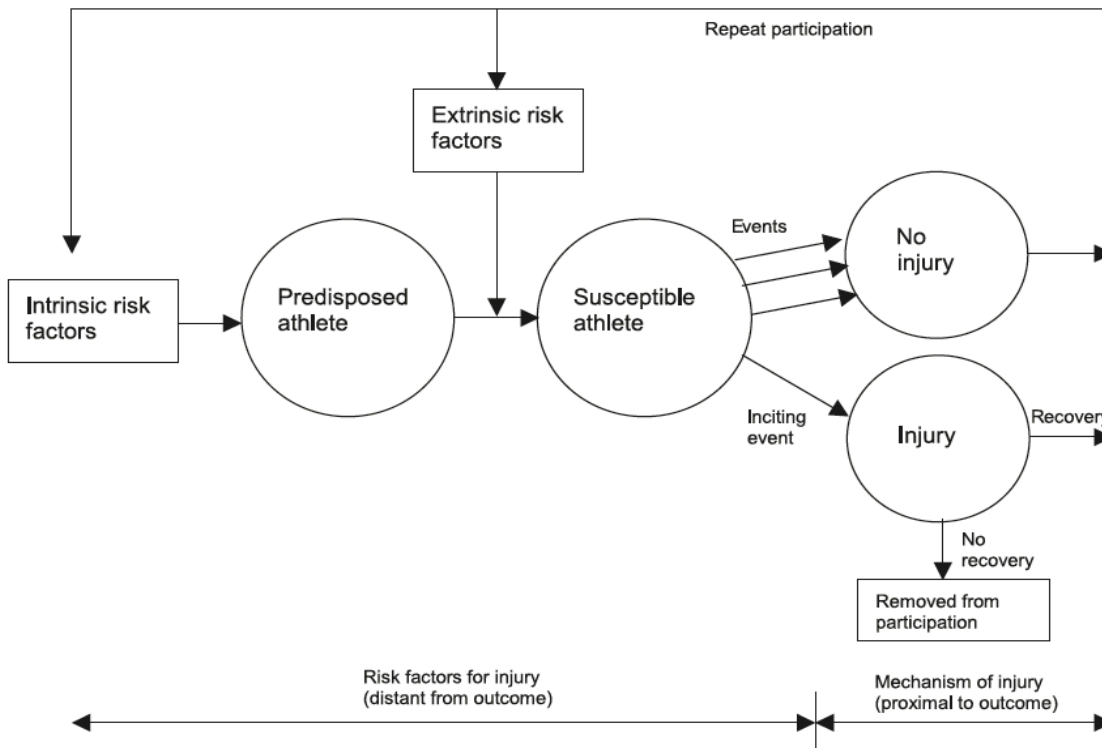 Repeat participation
Extrinsic risk
factors
Events
No
injury
Intrinsic risk
factors
Predisposed
athlete
Susceptible
athlete
Inciting
event
Injury
Recovery
No
recovery
Removed from
participation
Risk factors for injury
(distant from outcome)
Mechanism of injury
(proximal to outcome)